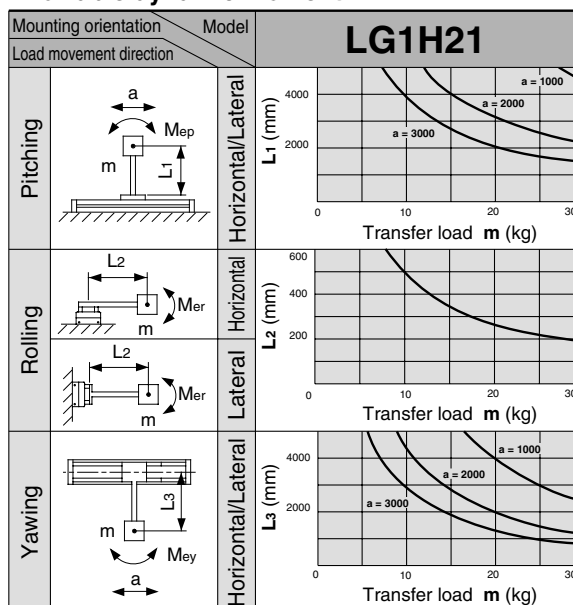 Mounting orientation Model
Load movement direction
LG1H21
Pitching
a
Mep
m
L1
Horizontal/Lateral
L1 (mm)
4000
2000
a = 1000
a = 2000
a = 3000
0 10 20 30
Transfer load m (kg)
Rolling
L2
Mer
m
Horizontal
L2
Mer
m
Lateral
L2 (mm)
600
400
200
0 10 20 30
Transfer load m (kg)
Yawing
L3
m
Mey
a
Horizontal/Lateral
L3 (mm)
4000
2000
a = 1000
a = 2000
a = 3000
0 10 20 30
Transfer load m (kg)